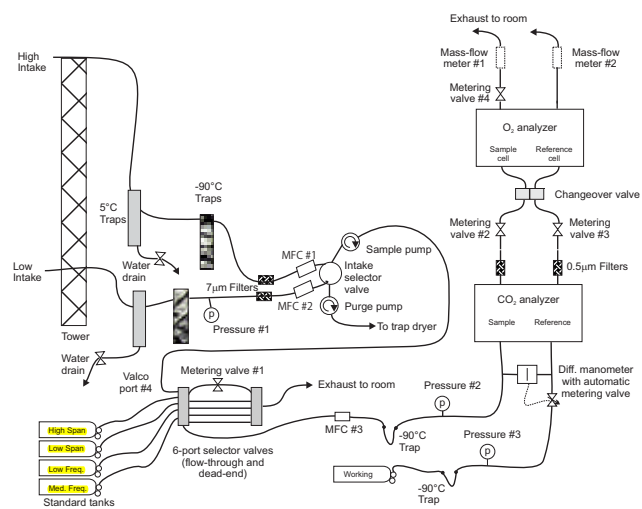 Exhaust to room
High
Intake
Mass-flow
meter #1
Mass-flow
meter #2
Metering
valve #4
O₂ analyzer
Sample
cell
Reference
cell
Changeover valve
-90°C
Traps
5°C
Traps
Metering
valve #2
Metering
valve #3
MFC #1
Sample pump
Low
Intake
Water
drain
7µm Filters
Intake
selector
valve
0.5µm Filters
MFC #2
Purge pump
CO₂ analyzer
Sample
Reference
p
Pressure #1
To trap dryer
Tower
Water
drain
Valco
port #4
Metering valve #1
Exhaust to room
Diff. manometer
with automatic
metering valve
Pressure #2
p
High Span
Low Span
Low Freq.
Med. Freq.
Standard tanks
6-port selector valves
(flow-through and
dead-end)
MFC #3
-90°C
Trap
Pressure #3
p
Working
-90°C
Trap